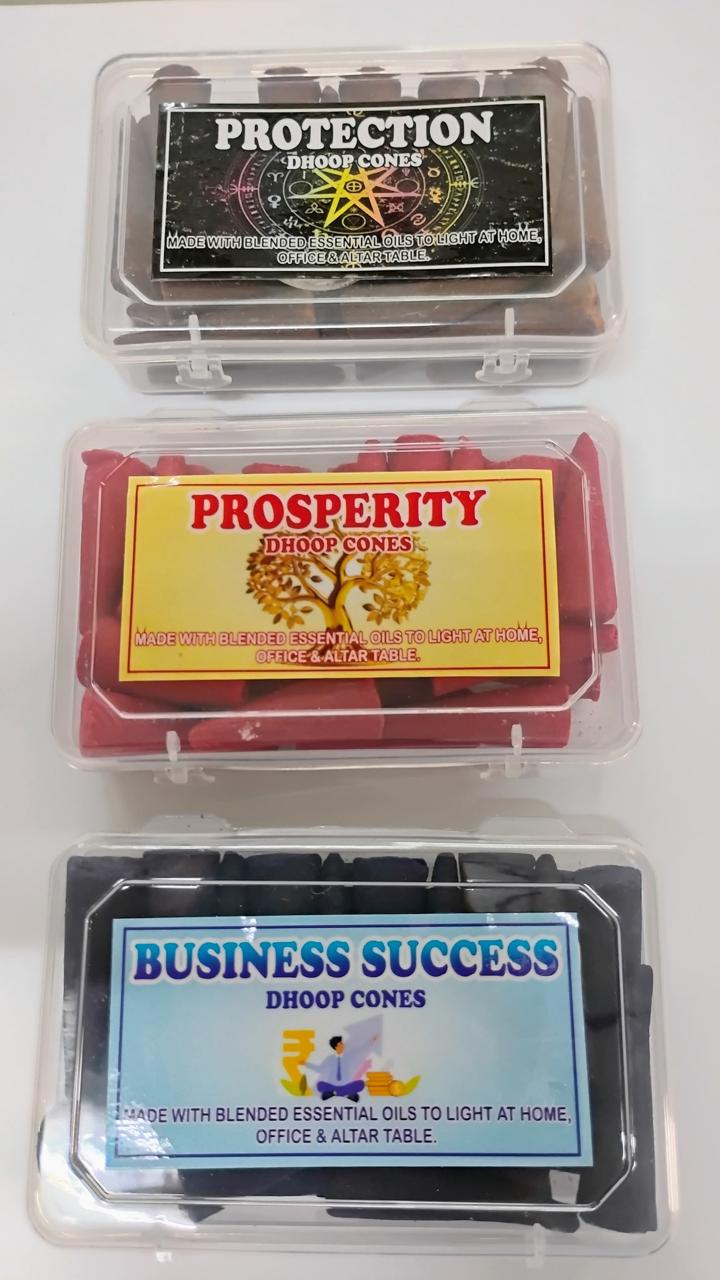 PROTECTION
DHOOP CONES
MADE WITH BLENDED ESSENTIAL OILS TO LIGHT AT HOME,
OFFICE & ALTAR TABLE.
PROSPERITY
DHOOP CONES
MADE WITH BLENDED ESSENTIAL OILS TO LIGHT AT HOME,
OFFICE & ALTAR TABLE.
BUSINESS SUCCESS
DHOOP CONES
₹
MADE WITH BLENDED ESSENTIAL OILS TO LIGHT AT HOME,
OFFICE & ALTAR TABLE.